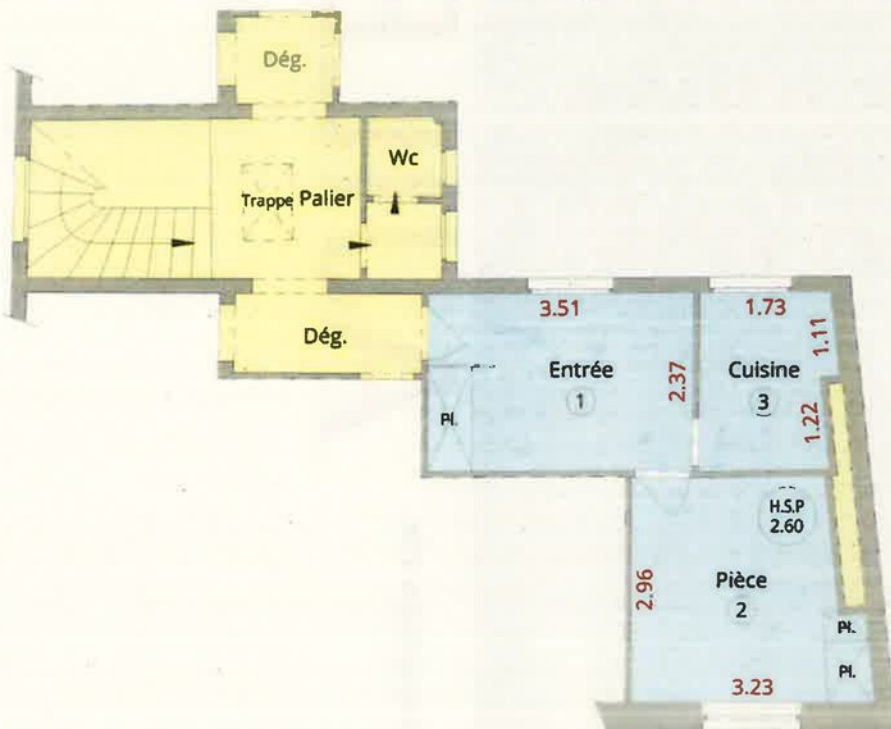 Dég.
Wc
Trappe Palier
Dég.
3.51
1.73
1.11
Entrée
1
2.37
Cuisine
3
Pl.
1.22
H.S.P
2.60
2.96
Pièce
2
Pl.
Pl.
3.23